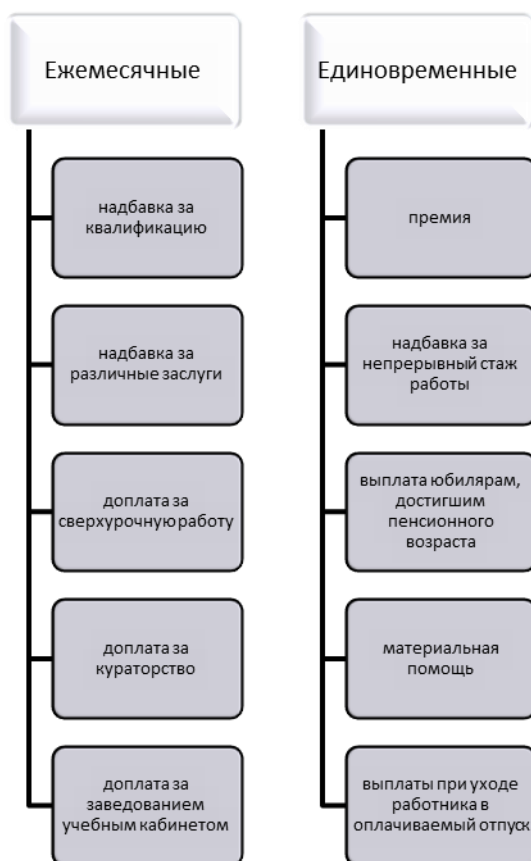 Ежемесячные
надбавка за
квалификацию
надбавка за
различные заслуги
доплата за
сверхурочную работу
доплата за
кураторство
доплата за
заведованием
учебным кабинетом
Единовременные
премия
надбавка за
непрерывный стаж
работы
выплата юбилярам,
достигшим
пенсионного
возраста
материальная
помощь
выплаты при уходе
работника в
оплачиваемый отпуск